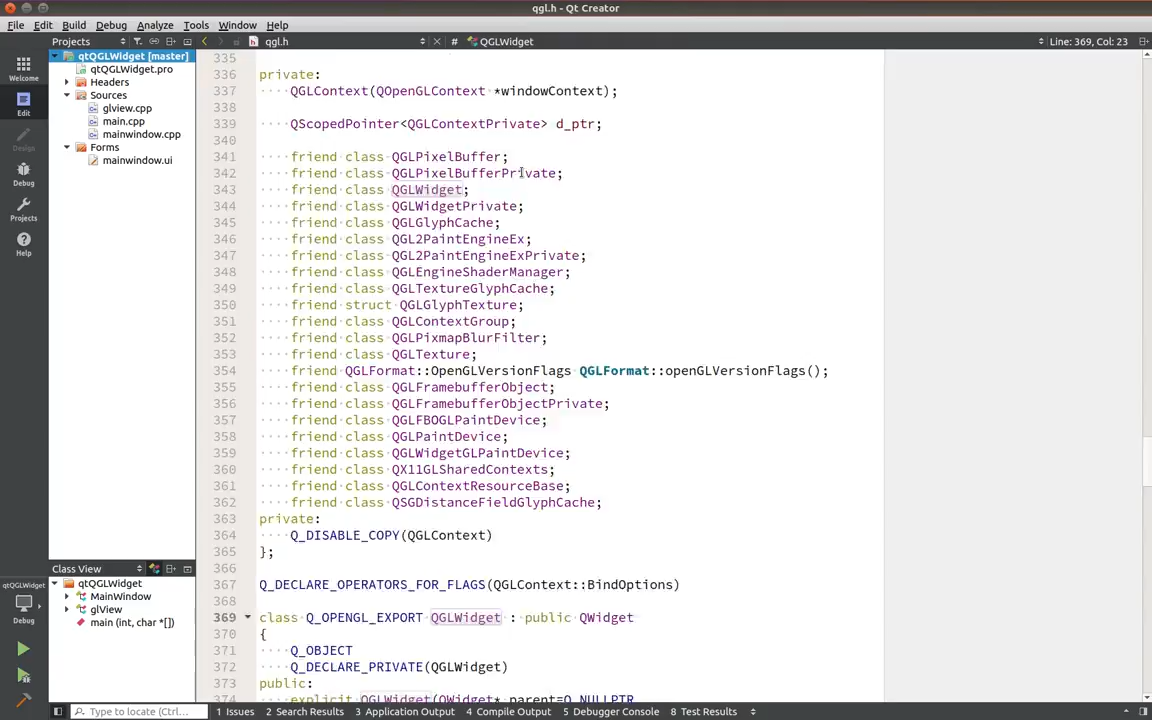 qgl.h - Qt Creator
File Edit Build Debug Analyze Tools Window Help
Projects
qgl.h
# QGLWidget
Line: 369, Col: 23
Welcome
Edit
Design
Debug
Projects
Help
qtQGLWidget
Debug
qtQGLWidget [master]
qtQGLWidget.pro
Headers
Sources
glview.cpp
main.cpp
mainwindow.cpp
Forms
mainwindow.ui
Class View
qtQGLWidget
MainWindow
glView
main (int, char *[])
335
336 private:
337 ····QGLContext(QOpenGLContext *windowContext);
338
339 ····QScopedPointer<QGLContextPrivate> d_ptr;
340
341 ····friend·class·QGLPixelBuffer;
342 ····friend·class·QGLPixelBufferPrivate;
343 ····friend·class·QGLWidget;
344 ····friend·class·QGLWidgetPrivate;
345 ····friend·class·QGLGlyphCache;
346 ····friend·class·QGL2PaintEngineEx;
347 ····friend·class·QGL2PaintEngineExPrivate;
348 ····friend·class·QGLEngineShaderManager;
349 ····friend·class·QGLTextureGlyphCache;
350 ····friend·struct·QGLGlyphTexture;
351 ····friend·class·QGLContextGroup;
352 ····friend·class·QGLPixmapBlurFilter;
353 ····friend·class·QGLTexture;
354 ····friend·QGLFormat::OpenGLVersionFlags QGLFormat::openGLVersionFlags();
355 ····friend·class·QGLFramebufferObject;
356 ····friend·class·QGLFramebufferObjectPrivate;
357 ····friend·class·QGLFBOGLPaintDevice;
358 ····friend·class·QGLPaintDevice;
359 ····friend·class·QGLWidgetGLPaintDevice;
360 ····friend·class·QX11GLSharedContexts;
361 ····friend·class·QGLContextResourceBase;
362 ····friend·class·QSGDistanceFieldGlyphCache;
363 private:
364 ····Q_DISABLE_COPY(QGLContext)
365 };
366
367 Q_DECLARE_OPERATORS_FOR_FLAGS(QGLContext::BindOptions)
368
369 class Q_OPENGL_EXPORT QGLWidget : public QWidget
370 {
371 ····Q_OBJECT
372 ····Q_DECLARE_PRIVATE(QGLWidget)
373 public:
374 ····explicit QGLWidget(QWidget* parent=Q_NULLPTR,
Type to locate (Ctrl...
1 Issues 2 Search Results 3 Application Output 4 Compile Output 5 Debugger Console 8 Test Results